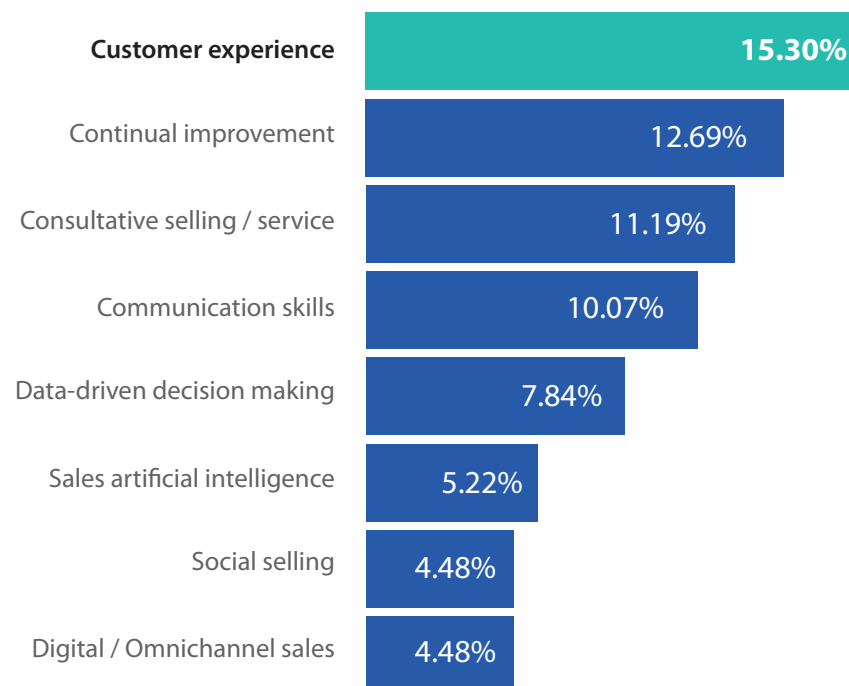 Customer experience 15.30%
Continual improvement 12.69%
Consultative selling / service 11.19%
Communication skills 10.07%
Data-driven decision making 7.84%
Sales artificial intelligence 5.22%
Social selling 4.48%
Digital / Omnichannel sales 4.48%